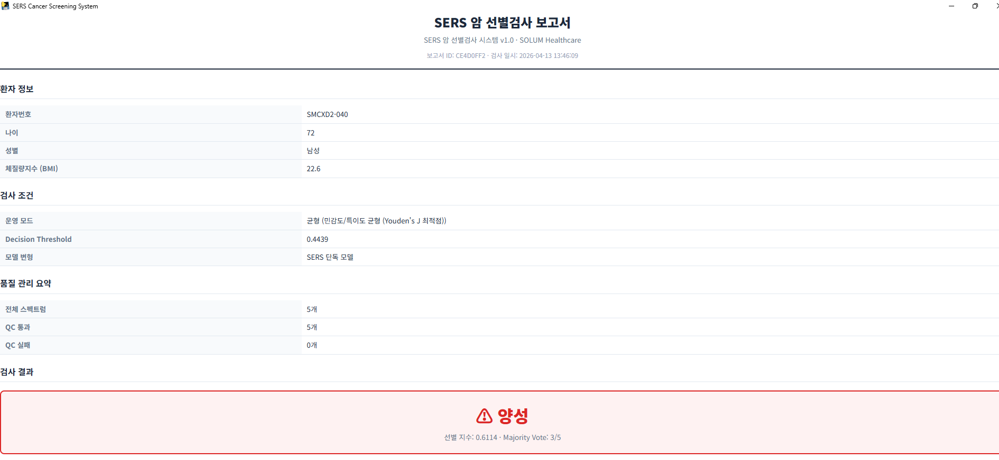 SERS Cancer Screening System
SERS 암 선별검사 보고서
SERS 암 선별검사 시스템 v1.0 · SOLUM Healthcare
보고서 ID: CE4D0FF2 · 검사 일시: 2026-04-13 13:46:09
환자 정보
환자번호 SMCXD2-040
나이 72
성별 남성
체질량지수 (BMI) 22.6
검사 조건
운영 모드 균형 (민감도/특이도 균형 (Youden's J 최적점))
Decision Threshold 0.4439
모델 변형 SERS 단독 모델
품질 관리 요약
전체 스펙트럼 5개
QC 통과 5개
QC 실패 0개
검사 결과
양성
선별 지수: 0.6114 · Majority Vote: 3/5